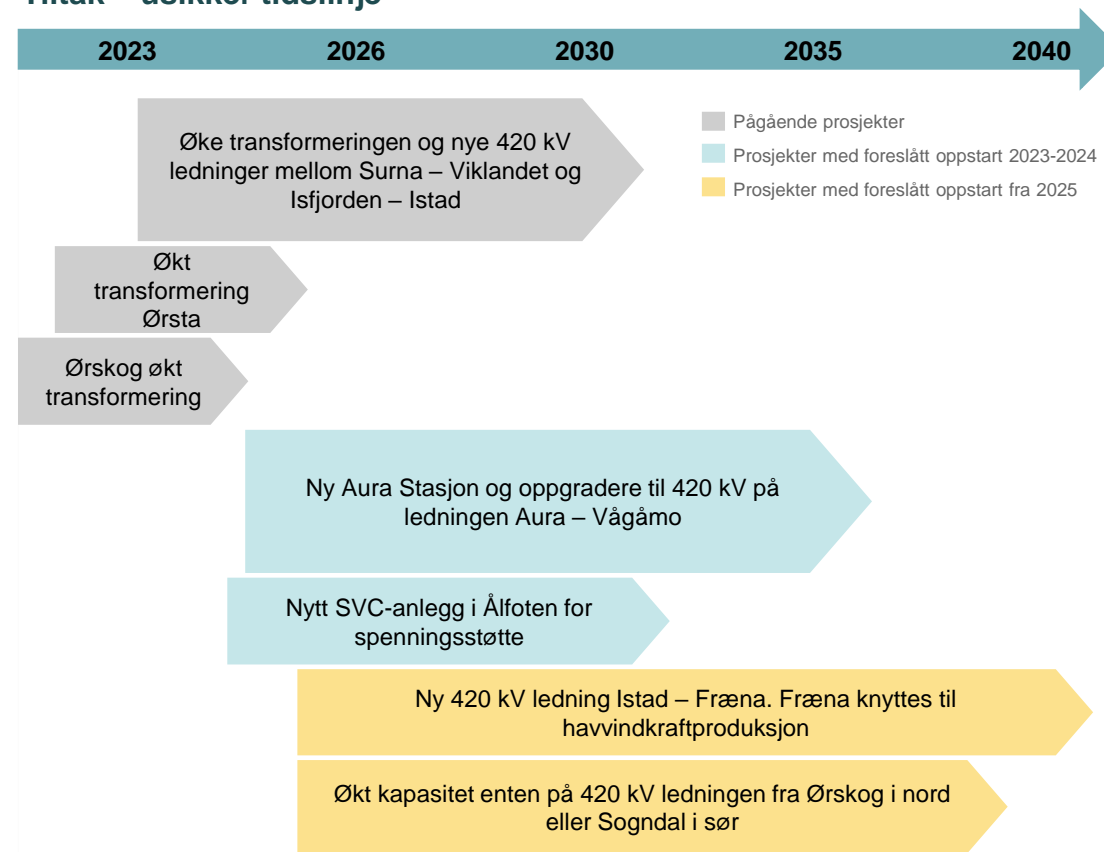 Tiltak – usikker tidslinje
2023 2026 2030 2035 2040
Øke transformeringen og nye 420 kV
ledninger mellom Surna – Viklandet og
Isfjorden – Istad
Pågående prosjekter
Prosjekter med foreslått oppstart 2023-2024
Prosjekter med foreslått oppstart fra 2025
Økt
transformering
Ørsta
Ørskog økt
transformering
Ny Aura Stasjon og oppgradere til 420 kV på
ledningen Aura – Vågåmo
Nytt SVC-anlegg i Ålfoten for
spenningsstøtte
Ny 420 kV ledning Istad – Fræna. Fræna knyttes til
havvindkraftproduksjon
Økt kapasitet enten på 420 kV ledningen fra Ørskog i nord
eller Sogndal i sør